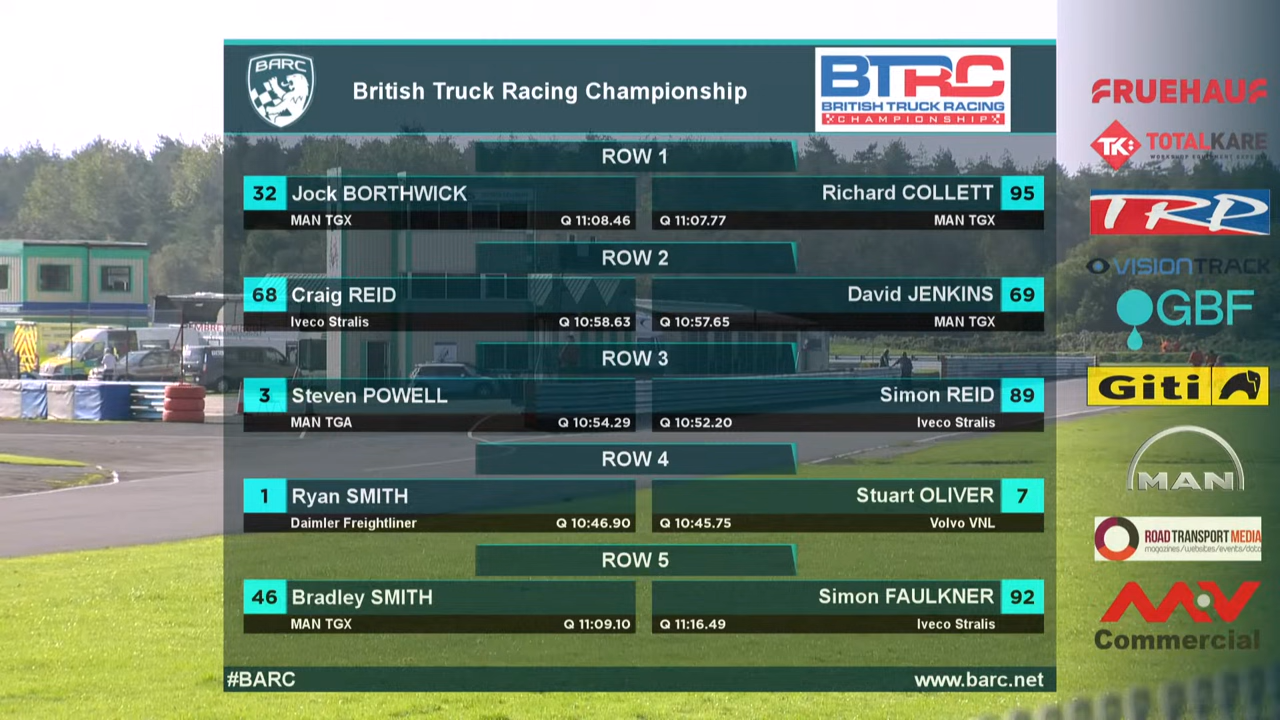 BARC
British Truck Racing Championship
BTRC
BRITISH TRUCK RACING
CHAMPIONSHIP
ROW 1
32 Jock BORTHWICK
MAN TGX Q 11:08.46
Richard COLLETT 95
Q 11:07.77 MAN TGX
ROW 2
68 Craig REID
Iveco Stralis Q 10:58.63
David JENKINS 69
Q 10:57.65 MAN TGX
ROW 3
3 Steven POWELL
MAN TGA Q 10:54.29
Simon REID 89
Q 10:52.20 Iveco Stralis
ROW 4
1 Ryan SMITH
Daimler Freightliner Q 10:46.90
Stuart OLIVER 7
Q 10:45.75 Volvo VNL
ROW 5
46 Bradley SMITH
MAN TGX Q 11:09.10
Simon FAULKNER 92
Q 11:16.49 Iveco Stralis
#BARC www.barc.net
FRUEHAUF
TK: TOTALKARE
TRP
VISIONTRACK
GBF
Giti
MAN
ROAD TRANSPORT MEDIA
magazines/websites/events/data
MV
Commercial